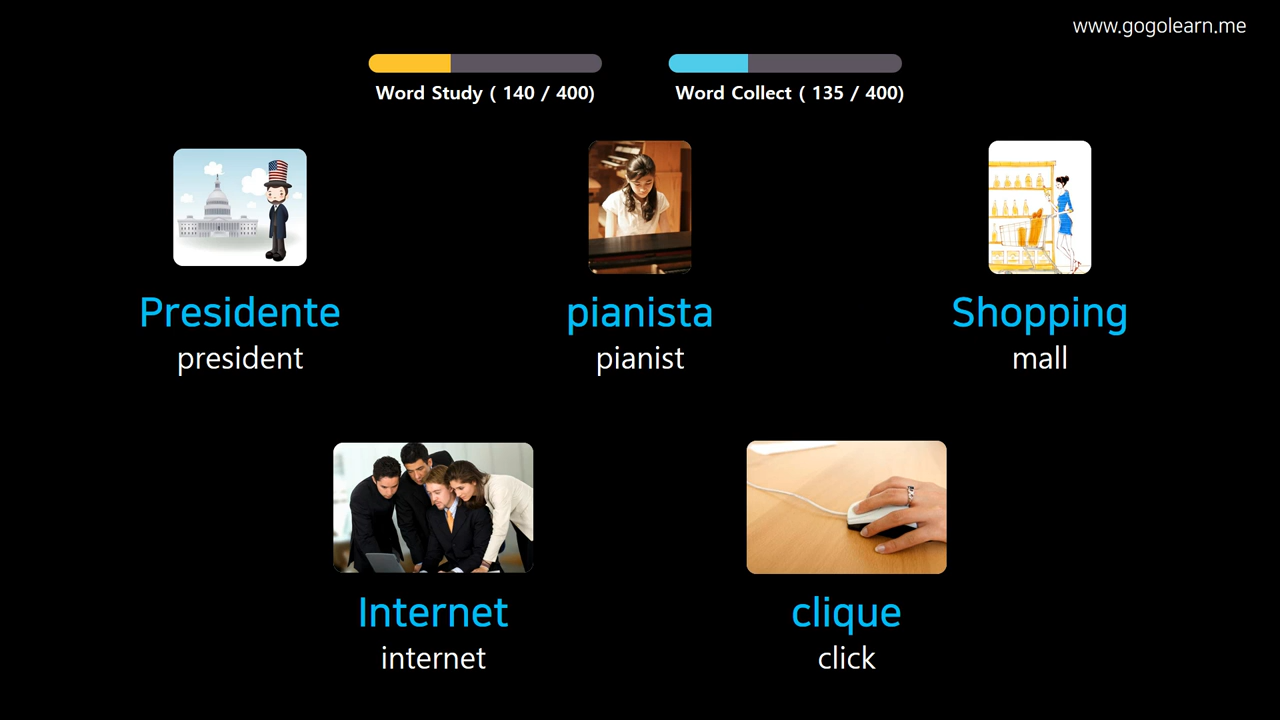 www.gogolearn.me
Word Study ( 140 / 400)
Word Collect ( 135 / 400)
Presidente
president
pianista
pianist
Shopping
mall
Internet
internet
clique
click